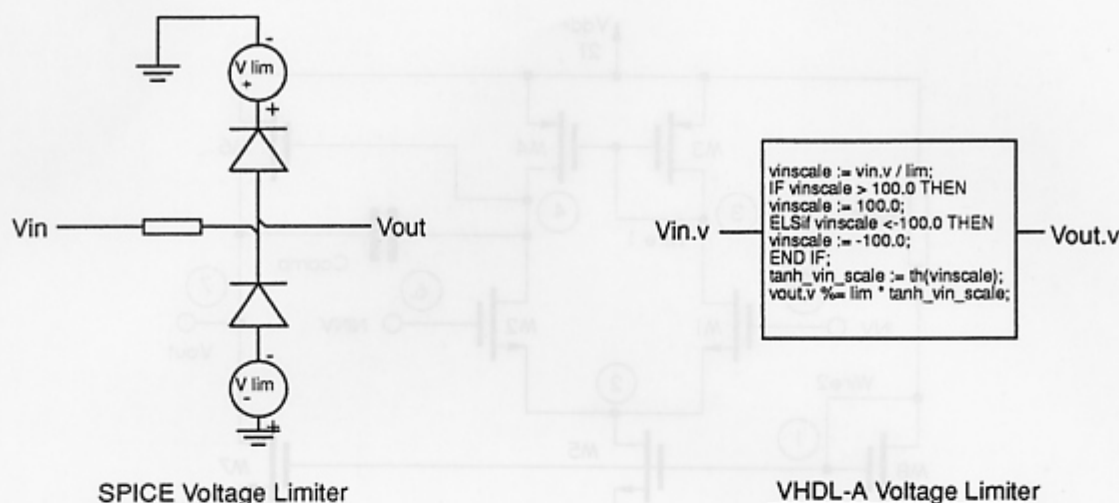 -
V lim
+
+
Vin
Vout
-
V lim
-
+
SPICE Voltage Limiter
Vin.v
vinscale := vin.v / lim;
IF vinscale > 100.0 THEN
vinscale := 100.0;
ELSif vinscale <-100.0 THEN
vinscale := -100.0;
END IF;
tanh_vin_scale := th(vinscale);
vout.v %= lim * tanh_vin_scale;
Vout.v
VHDL-A Voltage Limiter